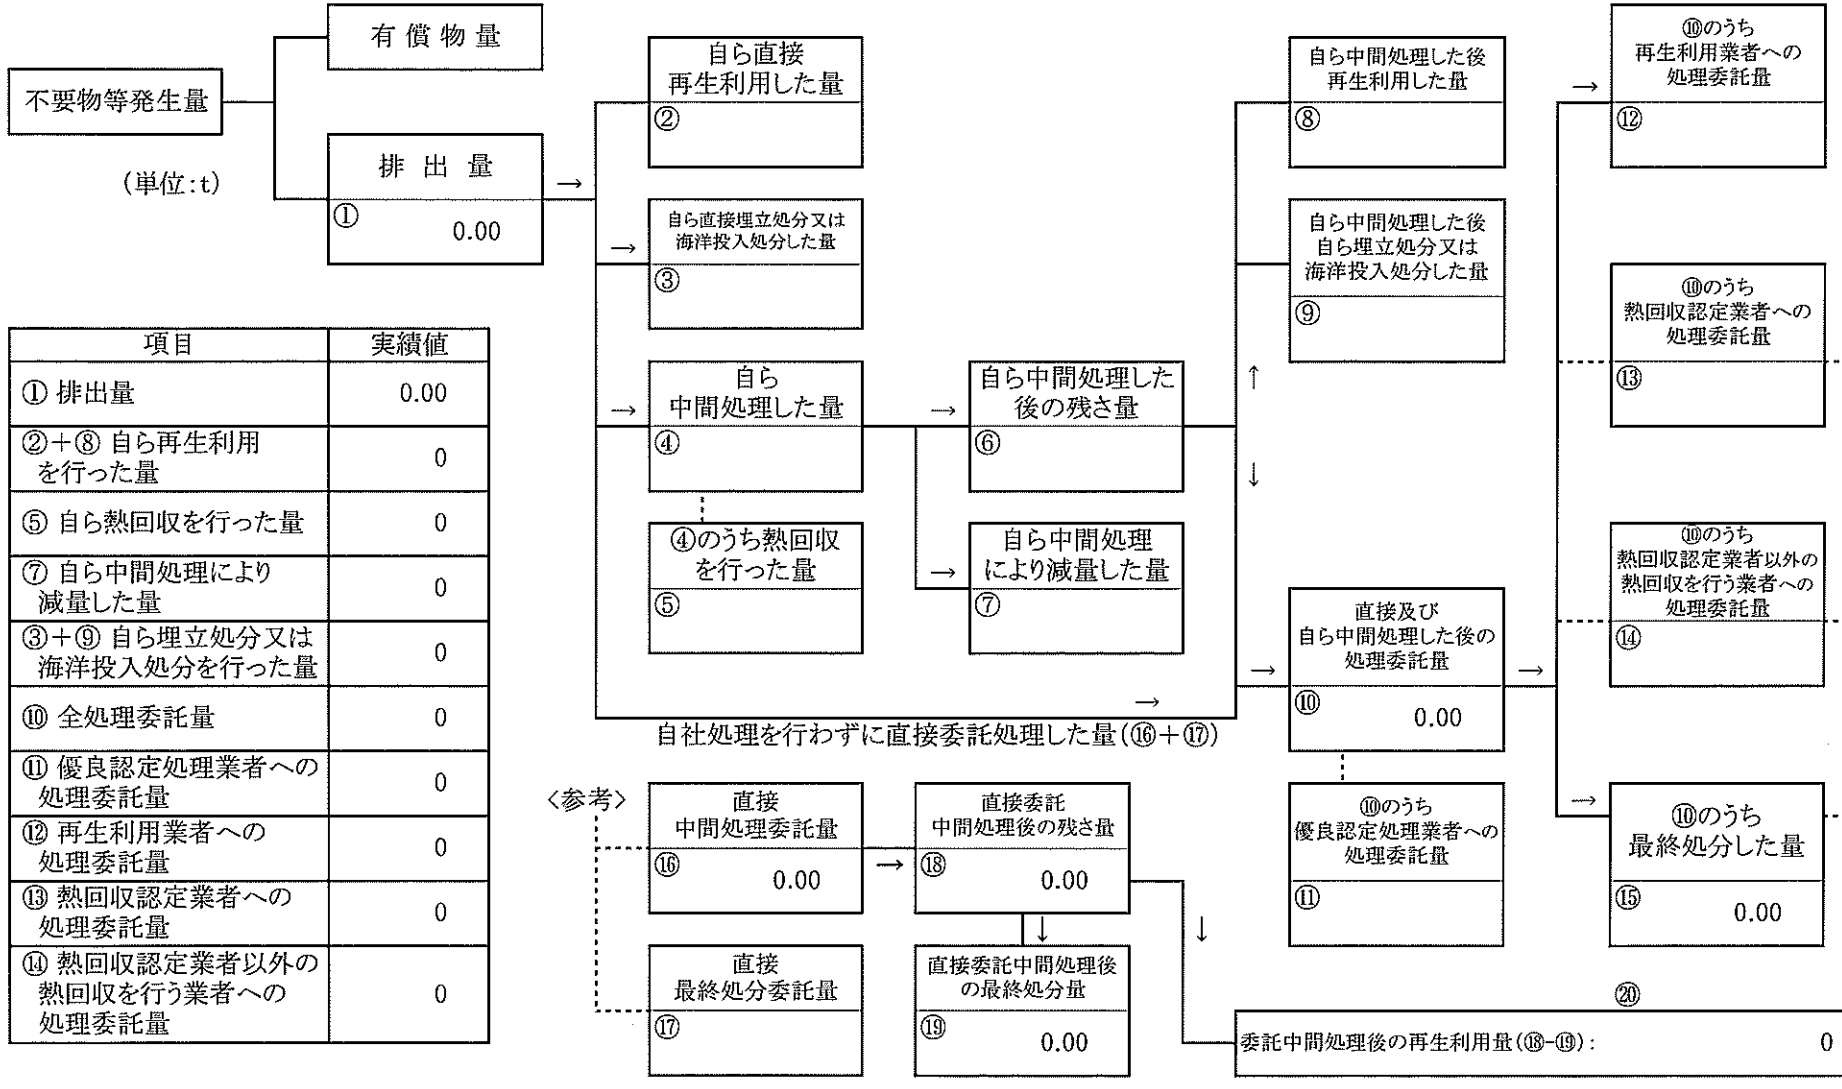 有償物量
不要物等発生量
(単位:t)
排出量
①
0.00
自ら直接
再生利用した量
②
自ら直接埋立処分又は
海洋投入処分した量
③
自ら
中間処理した量
④
④のうち熱回収
を行った量
⑤
自ら中間処理した
後の残さ量
⑥
自ら中間処理
により減量した量
⑦
自ら中間処理した後
再生利用した量
⑧
自ら中間処理した後
自ら埋立処分又は
海洋投入処分した量
⑨
直接及び
自ら中間処理した後の
処理委託量
⑩
0.00
⑩のうち
優良認定処理業者への
処理委託量
⑪
⑩のうち
再生利用業者への
処理委託量
⑫
⑩のうち
熱回収認定業者への
処理委託量
⑬
⑩のうち
熱回収認定業者以外の
熱回収を行う業者への
処理委託量
⑭
⑩のうち
最終処分した量
⑮
0.00
自社処理を行わずに直接委託処理した量(⑯+⑰)
〈参考〉
直接
中間処理委託量
⑯
0.00
直接
最終処分委託量
⑰
直接委託
中間処理後の残さ量
⑱
0.00
直接委託中間処理後
の最終処分量
⑲
0.00
⑳
委託中間処理後の再生利用量(⑱-⑲): 0
項目 実績値
① 排出量 0.00
②+⑧ 自ら再生利用
を行った量 0
⑤ 自ら熱回収を行った量 0
⑦ 自ら中間処理により
減量した量 0
③+⑨ 自ら埋立処分又は
海洋投入処分を行った量 0
⑩ 全処理委託量 0
⑪ 優良認定処理業者への
処理委託量 0
⑫ 再生利用業者への
処理委託量 0
⑬ 熱回収認定業者への
処理委託量 0
⑭ 熱回収認定業者以外の
熱回収を行う業者への
処理委託量 0